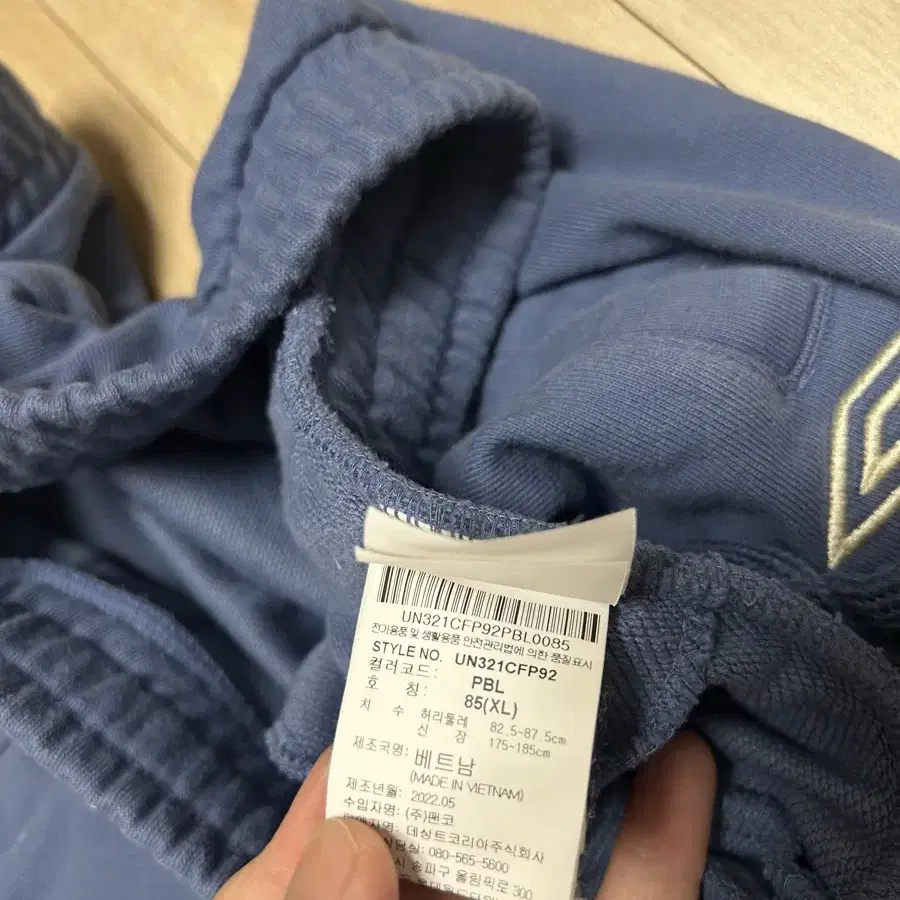 UN321CFP92PBL0085
전기용품 및 생활용품 안전관리법에 의한 품질표시
STYLE NO. UN321CFP92
컬러코드: PBL
호 칭: 85(XL)
치 수 허리둘레 82.5~87.5cm
신 장 175~185cm
제조국명: 베트남
(MADE IN VIETNAM)
제조년월: 2022.05
수입자명: (주)팬코
데상트코리아주식회사
080-565-5600
송파구 올림픽로 300